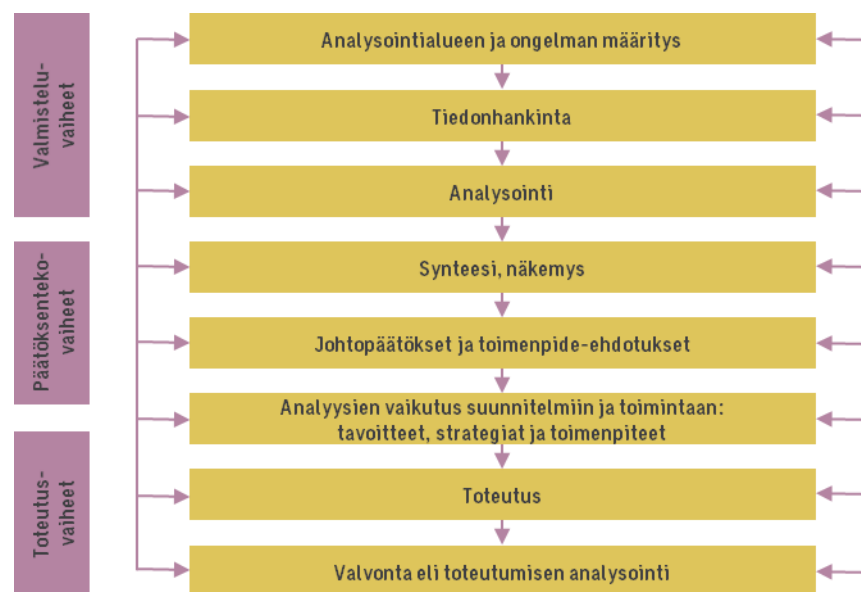 Valmistelu-
vaiheet
Analysointialueen ja ongelman määritys
Tiedonhankinta
Analysointi
Päätöksenteko-
vaiheet
Synteesi, näkemys
Johtopäätökset ja toimenpide-ehdotukset
Analyysien vaikutus suunnitelmiin ja toimintaan:
tavoitteet, strategiat ja toimenpiteet
Toteutus-
vaiheet
Toteutus
Valvonta eli toteutumisen analysointi